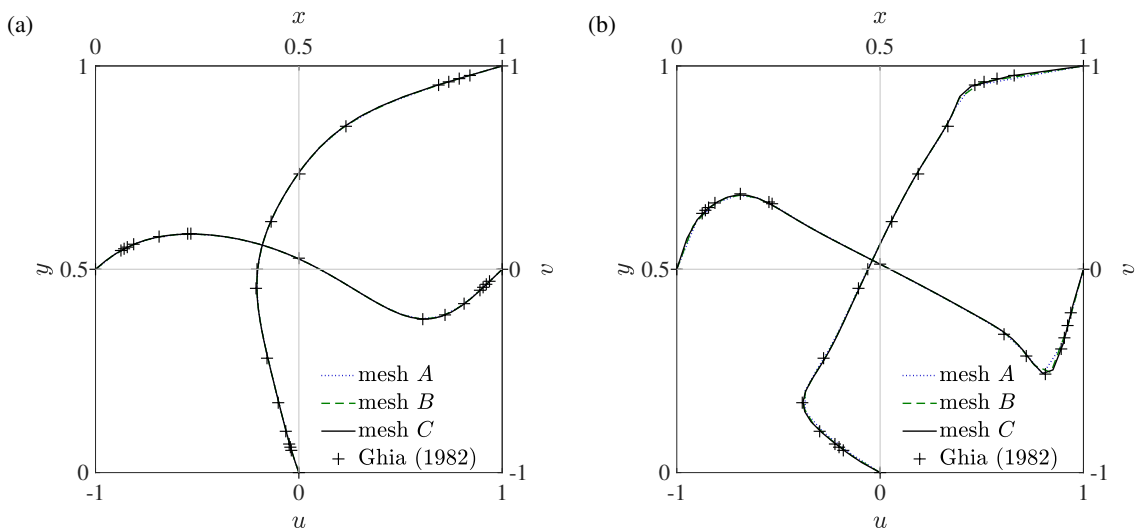 (a)
x
0 0.5 1
1 1
y 0.5 0 v
mesh A
mesh B
mesh C
Ghia (1982)
0 -1
-1 0 1
u
(b)
x
0 0.5 1
1 1
y 0.5 0 v
mesh A
mesh B
mesh C
Ghia (1982)
0 -1
-1 0 1
u